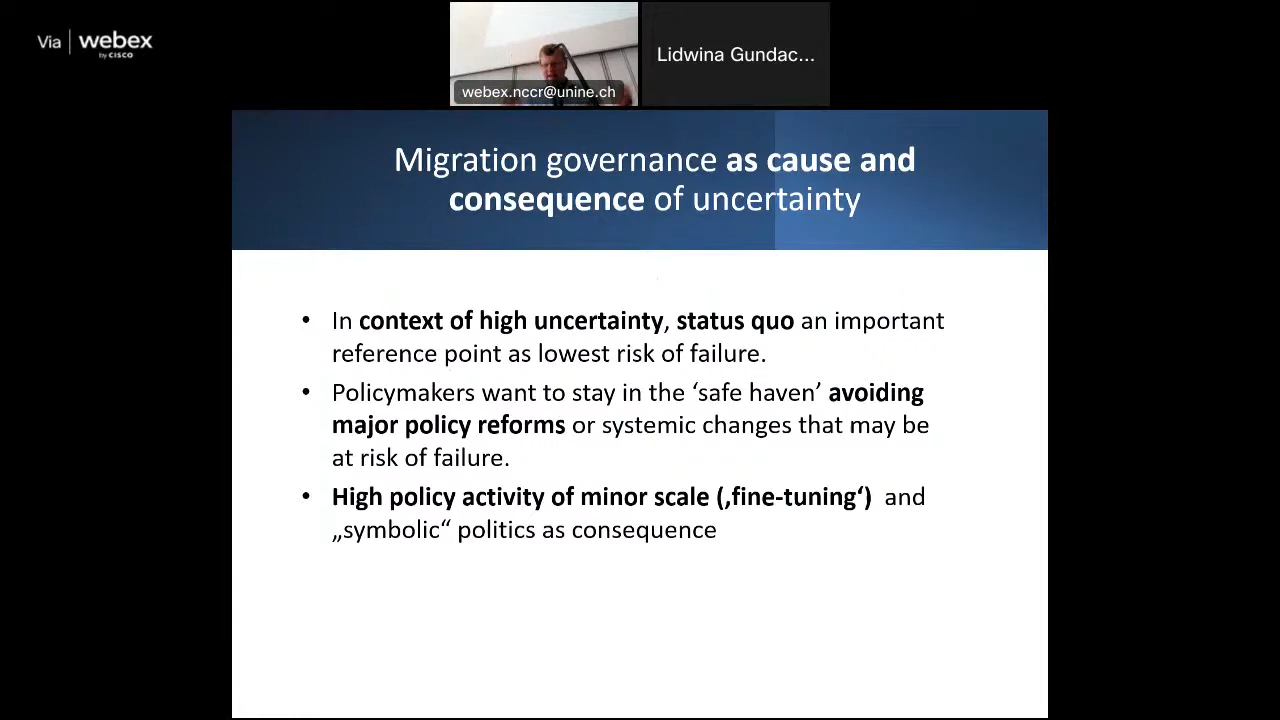 Via webex
by CISCO
webex.nccr@unine.ch
Lidwina Gundac...
Migration governance as cause and
consequence of uncertainty
• In context of high uncertainty, status quo an important
reference point as lowest risk of failure.
• Policymakers want to stay in the ‘safe haven’ avoiding
major policy reforms or systemic changes that may be
at risk of failure.
• High policy activity of minor scale (‚fine-tuning‘) and
„symbolic“ politics as consequence